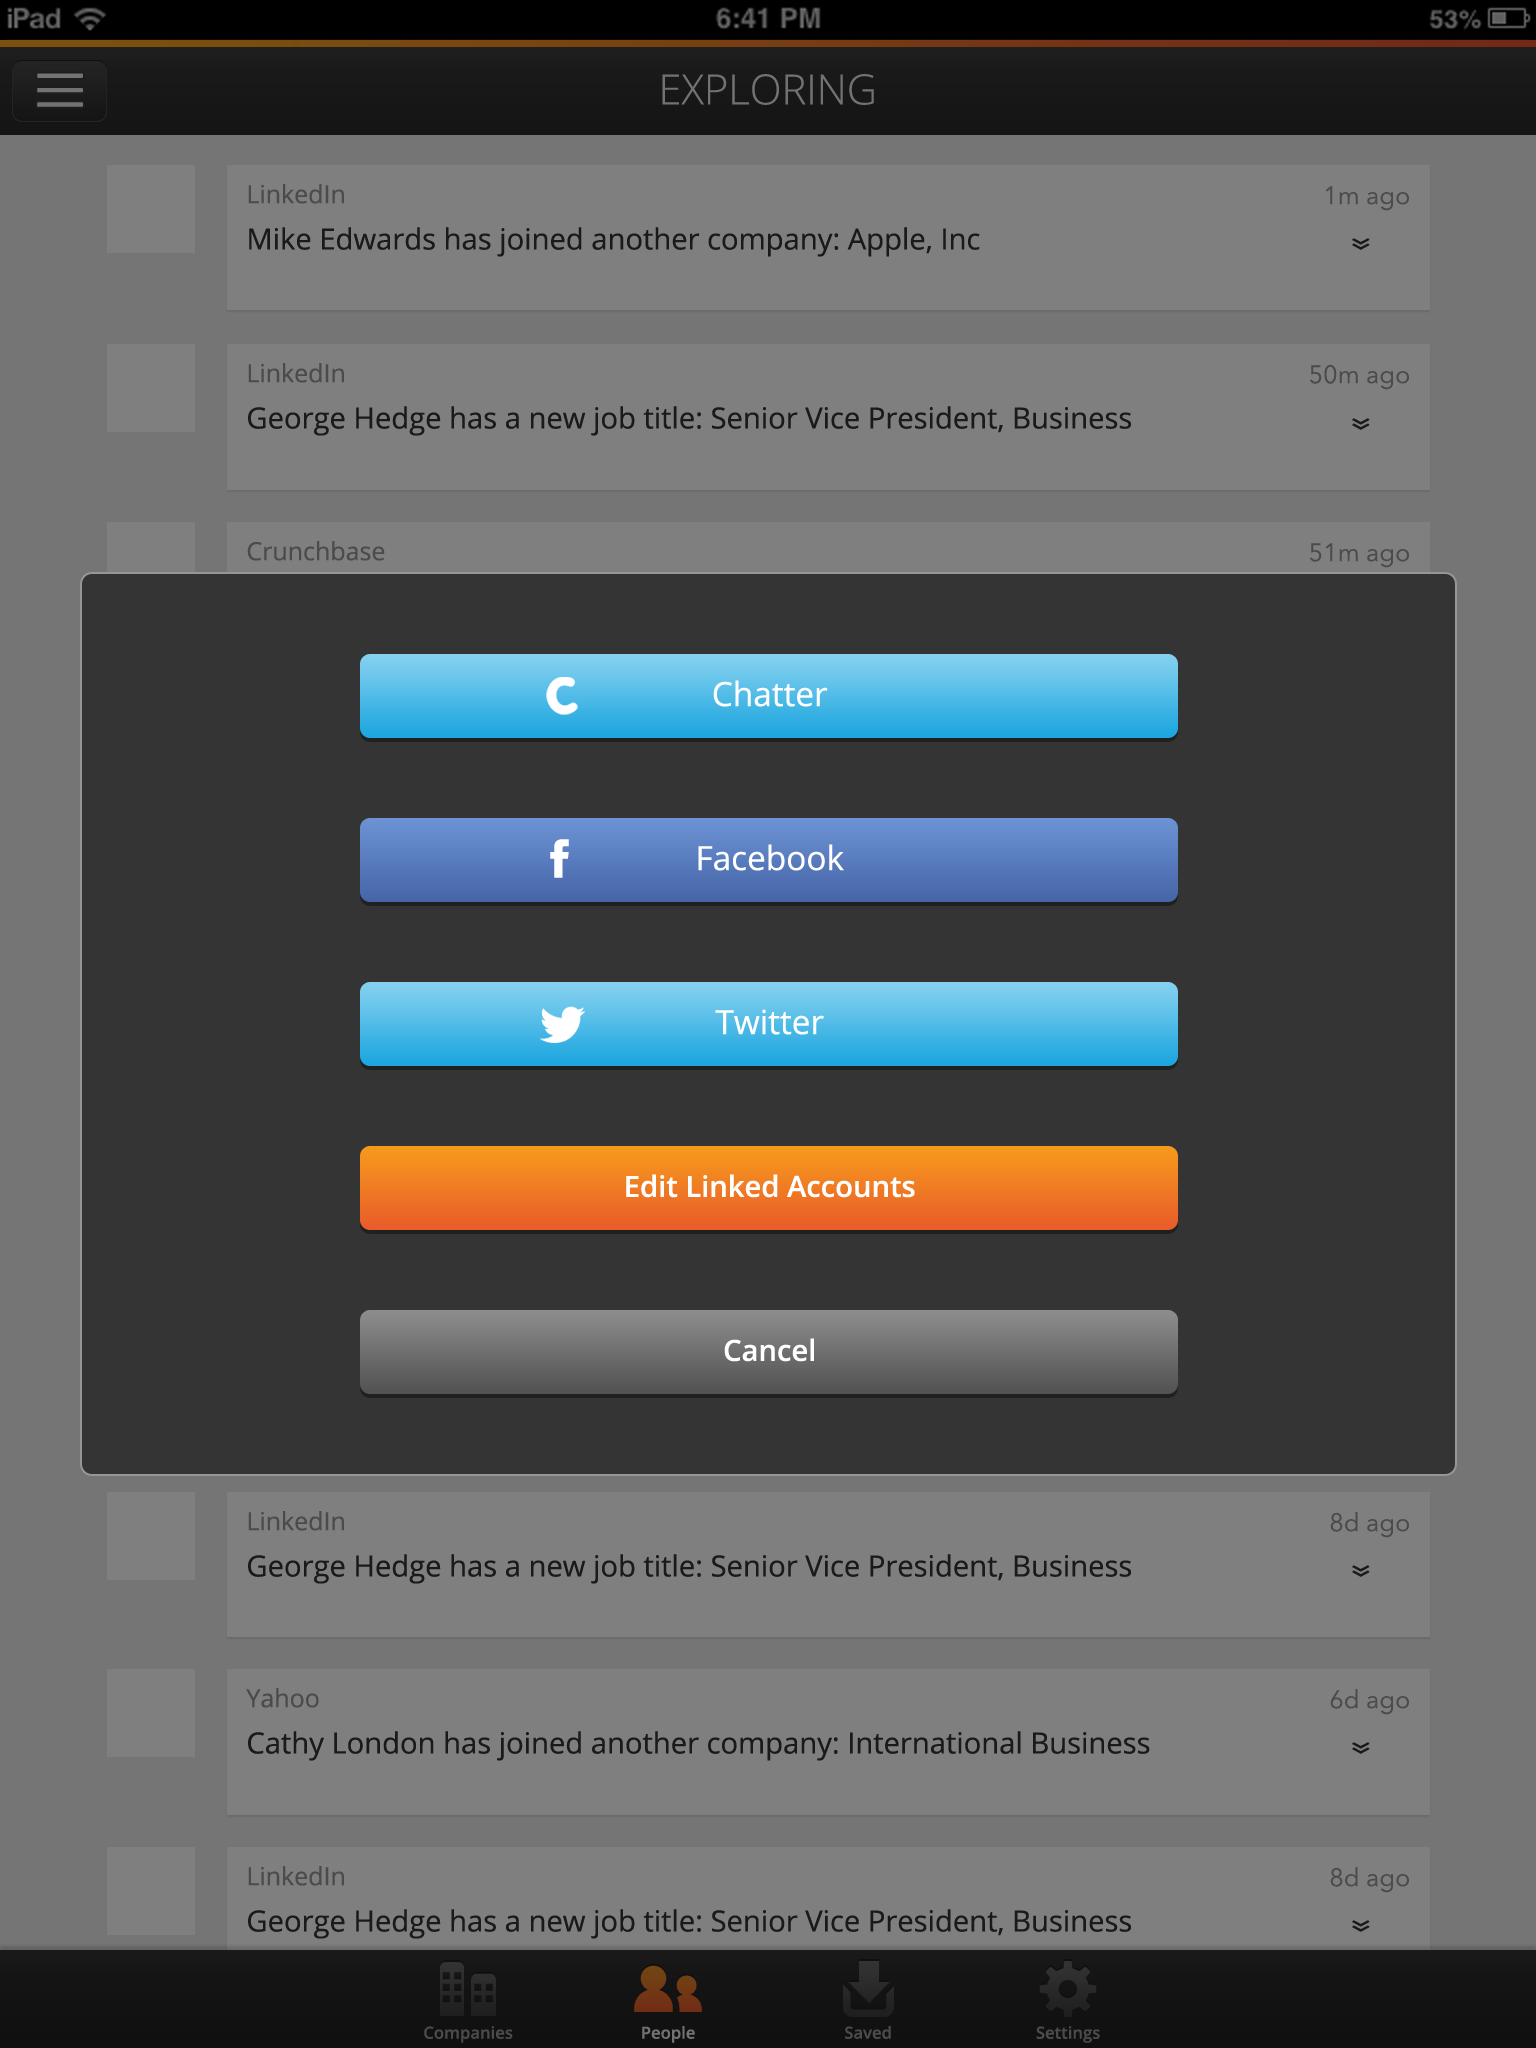 iPad 6:41 PM 53%
EXPLORING
LinkedIn 1m ago
Mike Edwards has joined another company: Apple, Inc
LinkedIn 50m ago
George Hedge has a new job title: Senior Vice President, Business
Crunchbase 51m ago
Chatter
Facebook
Twitter
Edit Linked Accounts
Cancel
LinkedIn 8d ago
George Hedge has a new job title: Senior Vice President, Business
Yahoo 6d ago
Cathy London has joined another company: International Business
LinkedIn 8d ago
George Hedge has a new job title: Senior Vice President, Business
Companies People Saved Settings